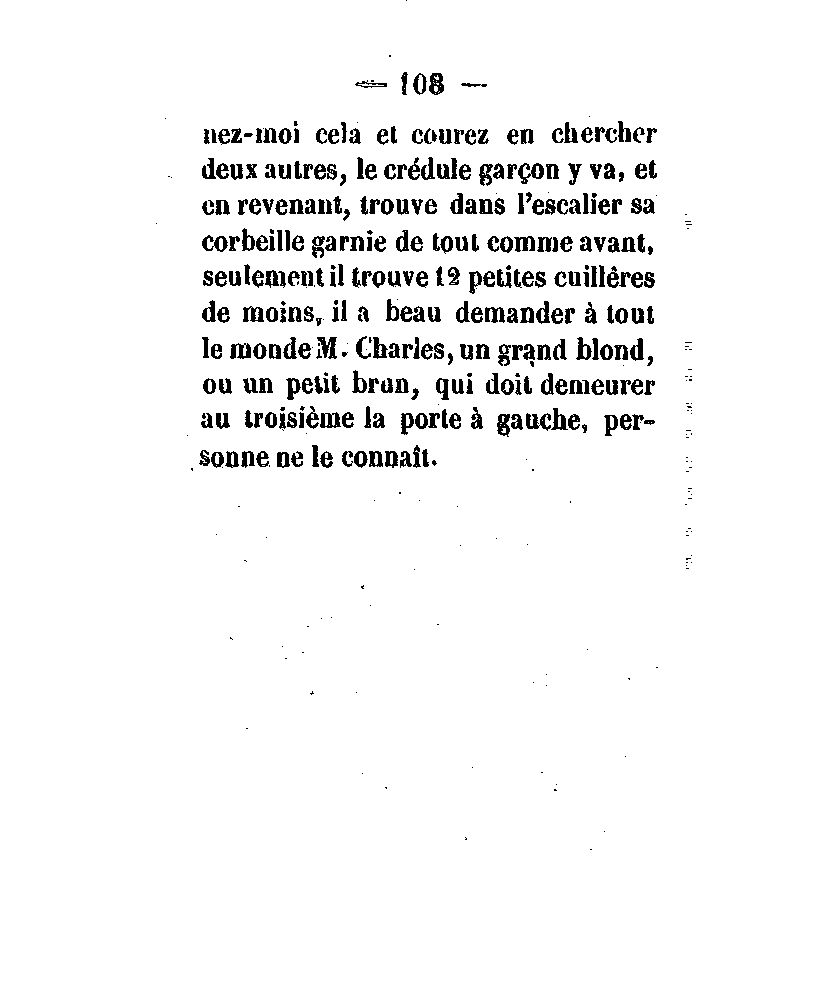 — 108 —
nez-moi cela et courez en chercher
deux autres, le crédule garçon y va, et
en revenant, trouve dans l'escalier sa
corbeille garnie de tout comme avant,
seulement il trouve 12 petites cuillères
de moins, il a beau demander à tout
le monde M. Charles, un grand blond,
ou un petit brun, qui doit demeurer
au troisième la porte à gauche, per-
sonne ne le connaît.